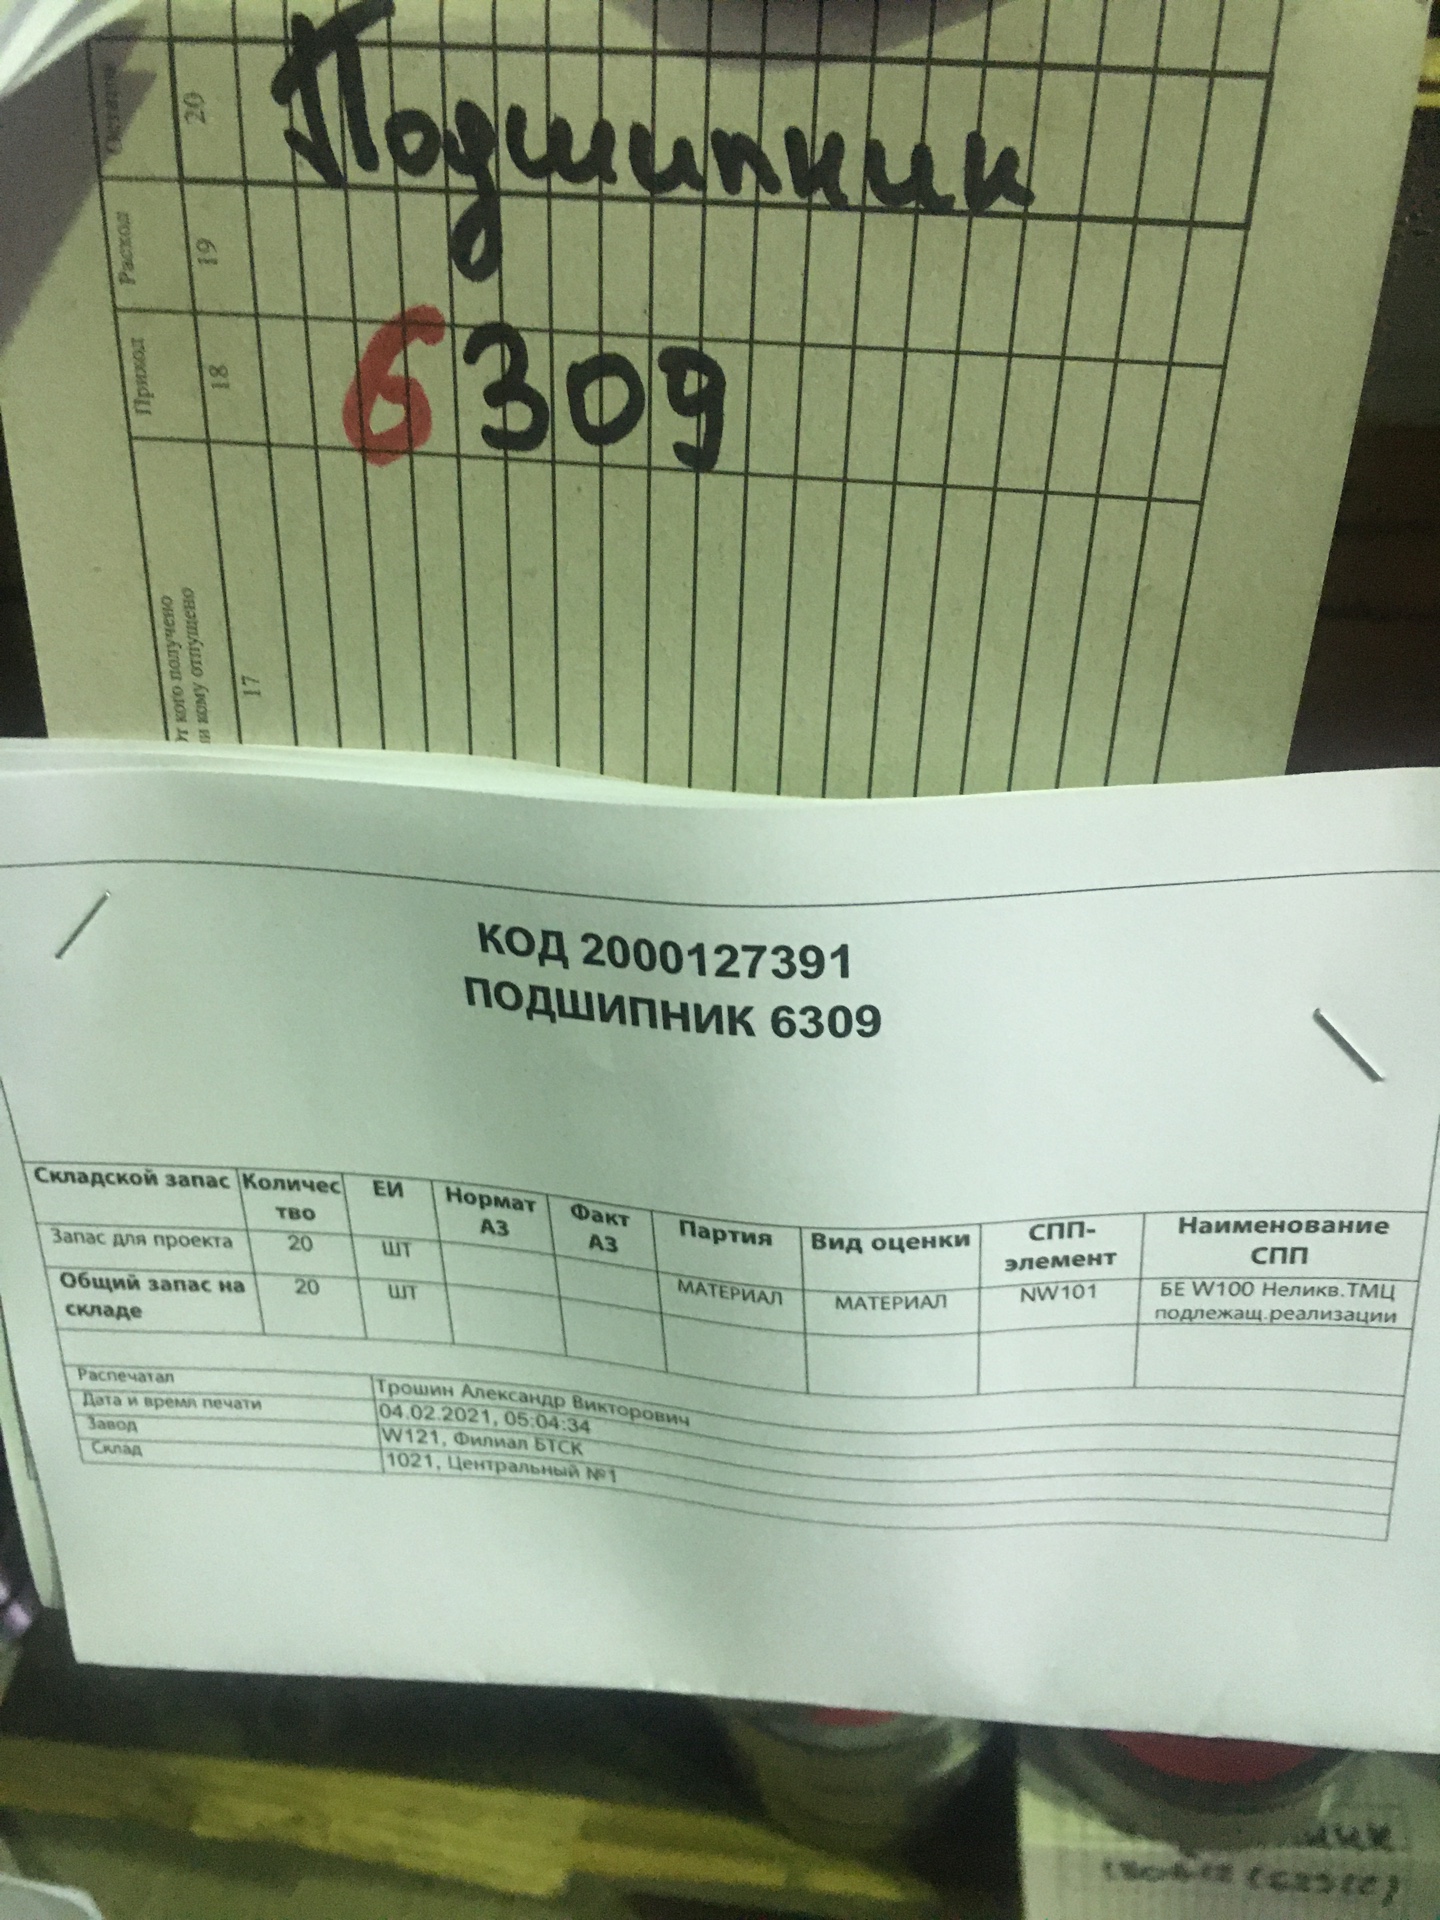 Подшипник
6309
Остаток
20
Расход
19
Приход
18
От кого получено
или кому отпущено
17
КОД 2000127391
ПОДШИПНИК 6309
Складской запас Количес тво ЕИ Нормат АЗ Факт АЗ Партия Вид оценки СПП-элемент Наименование СПП
Запас для проекта 20 ШТ МАТЕРИАЛ МАТЕРИАЛ NW101 БЕ W100 Неликв.ТМЦ подлежащ.реализации
Общий запас на складе 20 ШТ
Распечатал Трошин Александр Викторович
Дата и время печати 04.02.2021, 05:04:34
Завод W121, Филиал БТСК
Склад 1021, Центральный №1